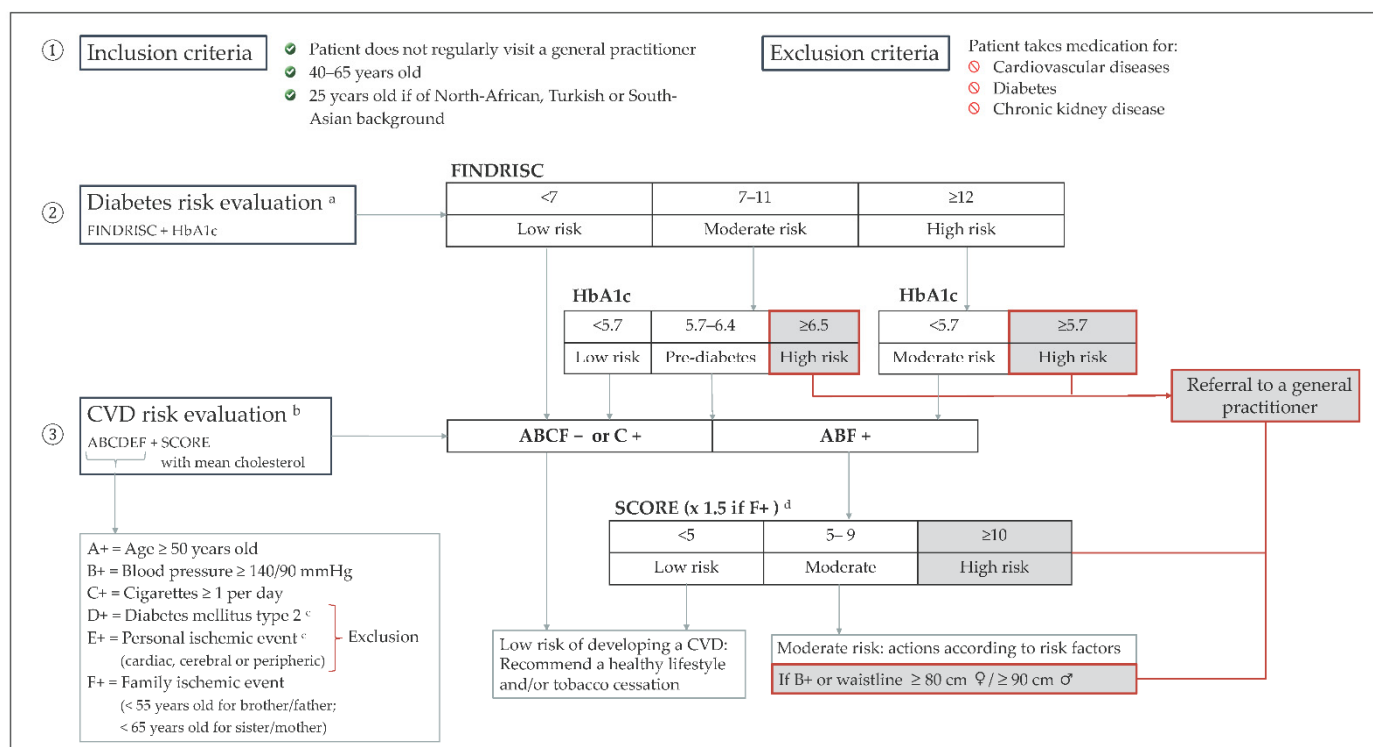 ① Inclusion criteria
Patient does not regularly visit a general practitioner
40–65 years old
25 years old if of North-African, Turkish or South-
Asian background
Exclusion criteria
Patient takes medication for:
Cardiovascular diseases
Diabetes
Chronic kidney disease
② Diabetes risk evaluation ᵃ
FINDRISC + HbA1c
FINDRISC
<7 7–11 ≥12
Low risk Moderate risk High risk
HbA1c
<5.7 5.7–6.4 ≥6.5
Low risk Pre-diabetes High risk
HbA1c
<5.7 ≥5.7
Moderate risk High risk
Referral to a general
practitioner
③ CVD risk evaluation ᵇ
ABCDEF + SCORE
with mean cholesterol
ABCF – or C + ABF +
SCORE (x 1.5 if F+ ) ᵈ
<5 5– 9 ≥10
Low risk Moderate High risk
A+ = Age ≥ 50 years old
B+ = Blood pressure ≥ 140/90 mmHg
C+ = Cigarettes ≥ 1 per day
D+ = Diabetes mellitus type 2 ᶜ
E+ = Personal ischemic event ᶜ
(cardiac, cerebral or peripheric)
Exclusion
F+ = Family ischemic event
(< 55 years old for brother/father;
< 65 years old for sister/mother)
Low risk of developing a CVD:
Recommend a healthy lifestyle
and/or tobacco cessation
Moderate risk: actions according to risk factors
If B+ or waistline ≥ 80 cm ♀/≥ 90 cm ♂